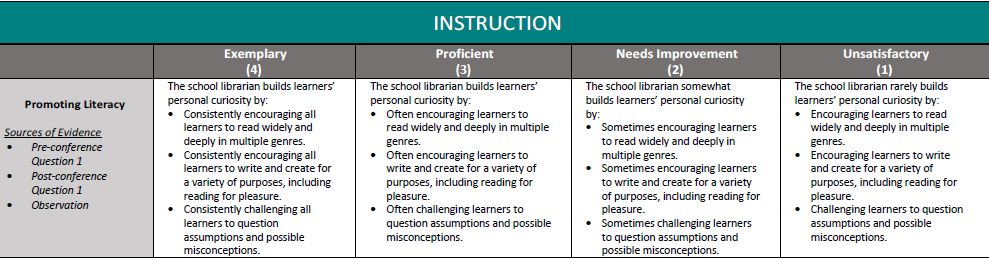 INSTRUCTION
Exemplary
(4)
Proficient
(3)
Needs Improvement
(2)
Unsatisfactory
(1)
Promoting Literacy
Sources of Evidence
• Pre-conference
Question 1
• Post-conference
Question 1
• Observation
The school librarian builds learners'
personal curiosity by:
• Consistently encouraging all
learners to read widely and
deeply in multiple genres.
• Consistently encouraging all
learners to write and create for
a variety of purposes, including
reading for pleasure.
• Consistently challenging all
learners to question
assumptions and possible
misconceptions.
The school librarian builds learners'
personal curiosity by:
• Often encouraging learners to
read widely and deeply in multiple
genres.
• Often encouraging learners to
write and create for a variety of
purposes, including reading for
pleasure.
• Often challenging learners to
question assumptions and possible
misconceptions.
The school librarian somewhat
builds learners' personal curiosity
by:
• Sometimes encouraging learners
to read widely and deeply in
multiple genres.
• Sometimes encouraging learners
to write and create for a variety
of purposes, including reading for
pleasure.
• Sometimes challenging learners
to question assumptions and
possible misconceptions.
The school librarian rarely builds
learners' personal curiosity by:
• Encouraging learners to read
widely and deeply in multiple
genres.
• Encouraging learners to write
and create for a variety of
purposes, including reading for
pleasure.
• Challenging learners to question
assumptions and possible
misconceptions.